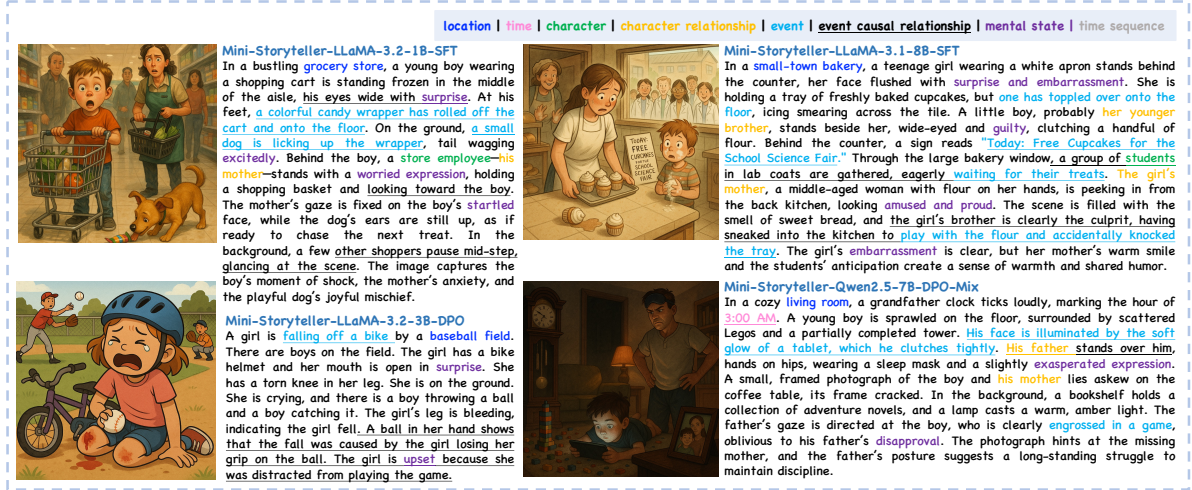 location | time | character | character relationship | event | event causal relationship | mental state | time sequence
Mini-Storyteller-LLaMA-3.2-1B-SFT
In a bustling grocery store, a young boy wearing
a shopping cart is standing frozen in the middle
of the aisle, his eyes wide with surprise. At his
feet, a colorful candy wrapper has rolled off the
cart and onto the floor. On the ground, a small
dog is licking up the wrapper, tail wagging
excitedly. Behind the boy, a store employee—his
mother—stands with a worried expression, holding
a shopping basket and looking toward the boy.
The mother's gaze is fixed on the boy's startled
face, while the dog's ears are still up, as if
ready to chase the next treat. In the
background, a few other shoppers pause mid-step,
glancing at the scene. The image captures the
boy's moment of shock, the mother's anxiety, and
the playful dog's joyful mischief.
Mini-Storyteller-LLaMA-3.2-3B-DPO
A girl is falling off a bike by a baseball field.
There are boys on the field. The girl has a bike
helmet and her mouth is open in surprise. She
has a torn knee in her leg. She is on the ground.
She is crying, and there is a boy throwing a ball
and a boy catching it. The girl's leg is bleeding,
indicating the girl fell. A ball in her hand shows
that the fall was caused by the girl losing her
grip on the ball. The girl is upset because she
was distracted from playing the game.
TODAY:
FREE
CUPCAKES
FOR THE
SCHOOL
SCIENCE
FAIR
Mini-Storyteller-LLaMA-3.1-8B-SFT
In a small-town bakery, a teenage girl wearing a white apron stands behind
the counter, her face flushed with surprise and embarrassment. She is
holding a tray of freshly baked cupcakes, but one has toppled over onto the
floor, icing smearing across the tile. A little boy, probably her younger
brother, stands beside her, wide-eyed and guilty, clutching a handful of
flour. Behind the counter, a sign reads "Today: Free Cupcakes for the
School Science Fair." Through the large bakery window, a group of students
in lab coats are gathered, eagerly waiting for their treats. The girl's
mother, a middle-aged woman with flour on her hands, is peeking in from
the back kitchen, looking amused and proud. The scene is filled with the
smell of sweet bread, and the girl's brother is clearly the culprit, having
sneaked into the kitchen to play with the flour and accidentally knocked
the tray. The girl's embarrassment is clear, but her mother's warm smile
and the students' anticipation create a sense of warmth and shared humor.
Mini-Storyteller-Qwen2.5-7B-DPO-Mix
In a cozy living room, a grandfather clock ticks loudly, marking the hour of
3:00 AM. A young boy is sprawled on the floor, surrounded by scattered
Legos and a partially completed tower. His face is illuminated by the soft
glow of a tablet, which he clutches tightly. His father stands over him,
hands on hips, wearing a sleep mask and a slightly exasperated expression.
A small, framed photograph of the boy and his mother lies askew on the
coffee table, its frame cracked. In the background, a bookshelf holds a
collection of adventure novels, and a lamp casts a warm, amber light. The
father's gaze is directed at the boy, who is clearly engrossed in a game,
oblivious to his father's disapproval. The photograph hints at the missing
mother, and the father's posture suggests a long-standing struggle to
maintain discipline.